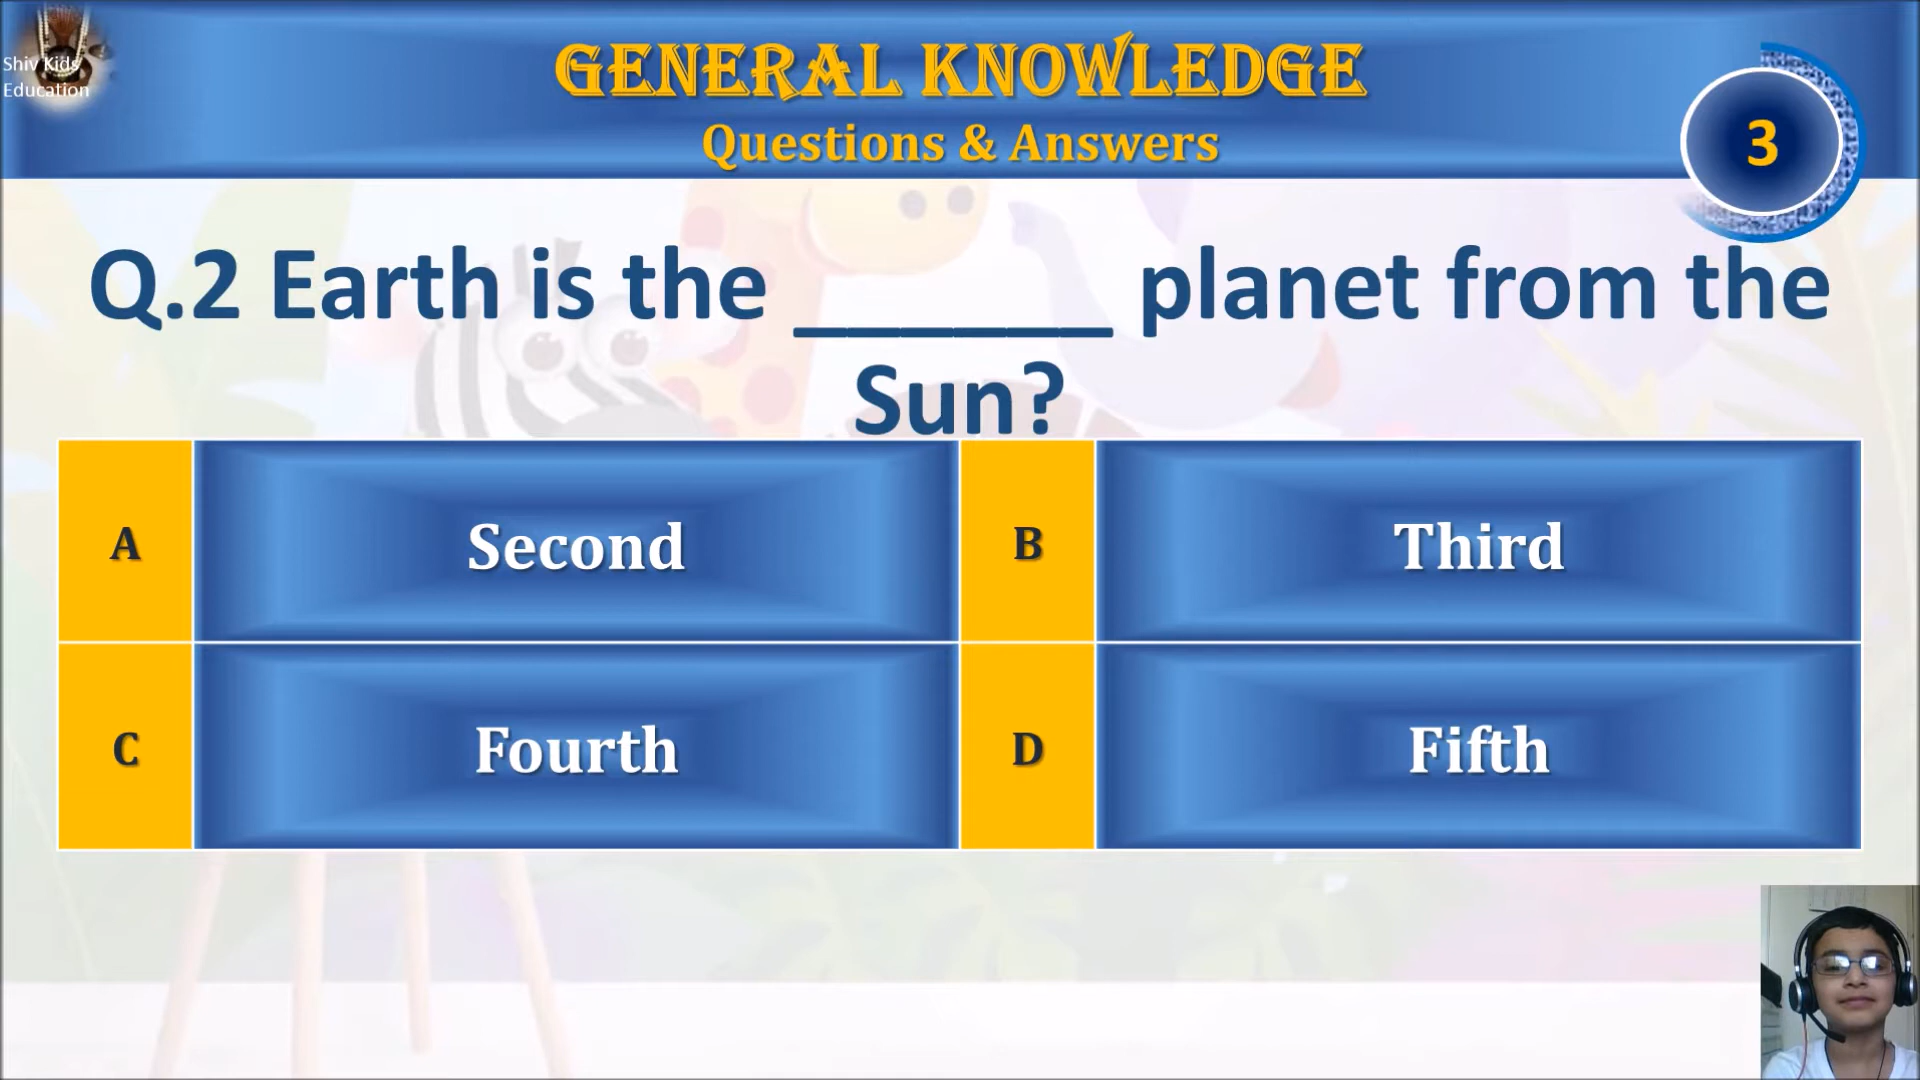 Shiv Kids
Education
GENERAL KNOWLEDGE
Questions & Answers
3
Q.2 Earth is the ______ planet from the
Sun?
A
Second
B
Third
C
Fourth
D
Fifth